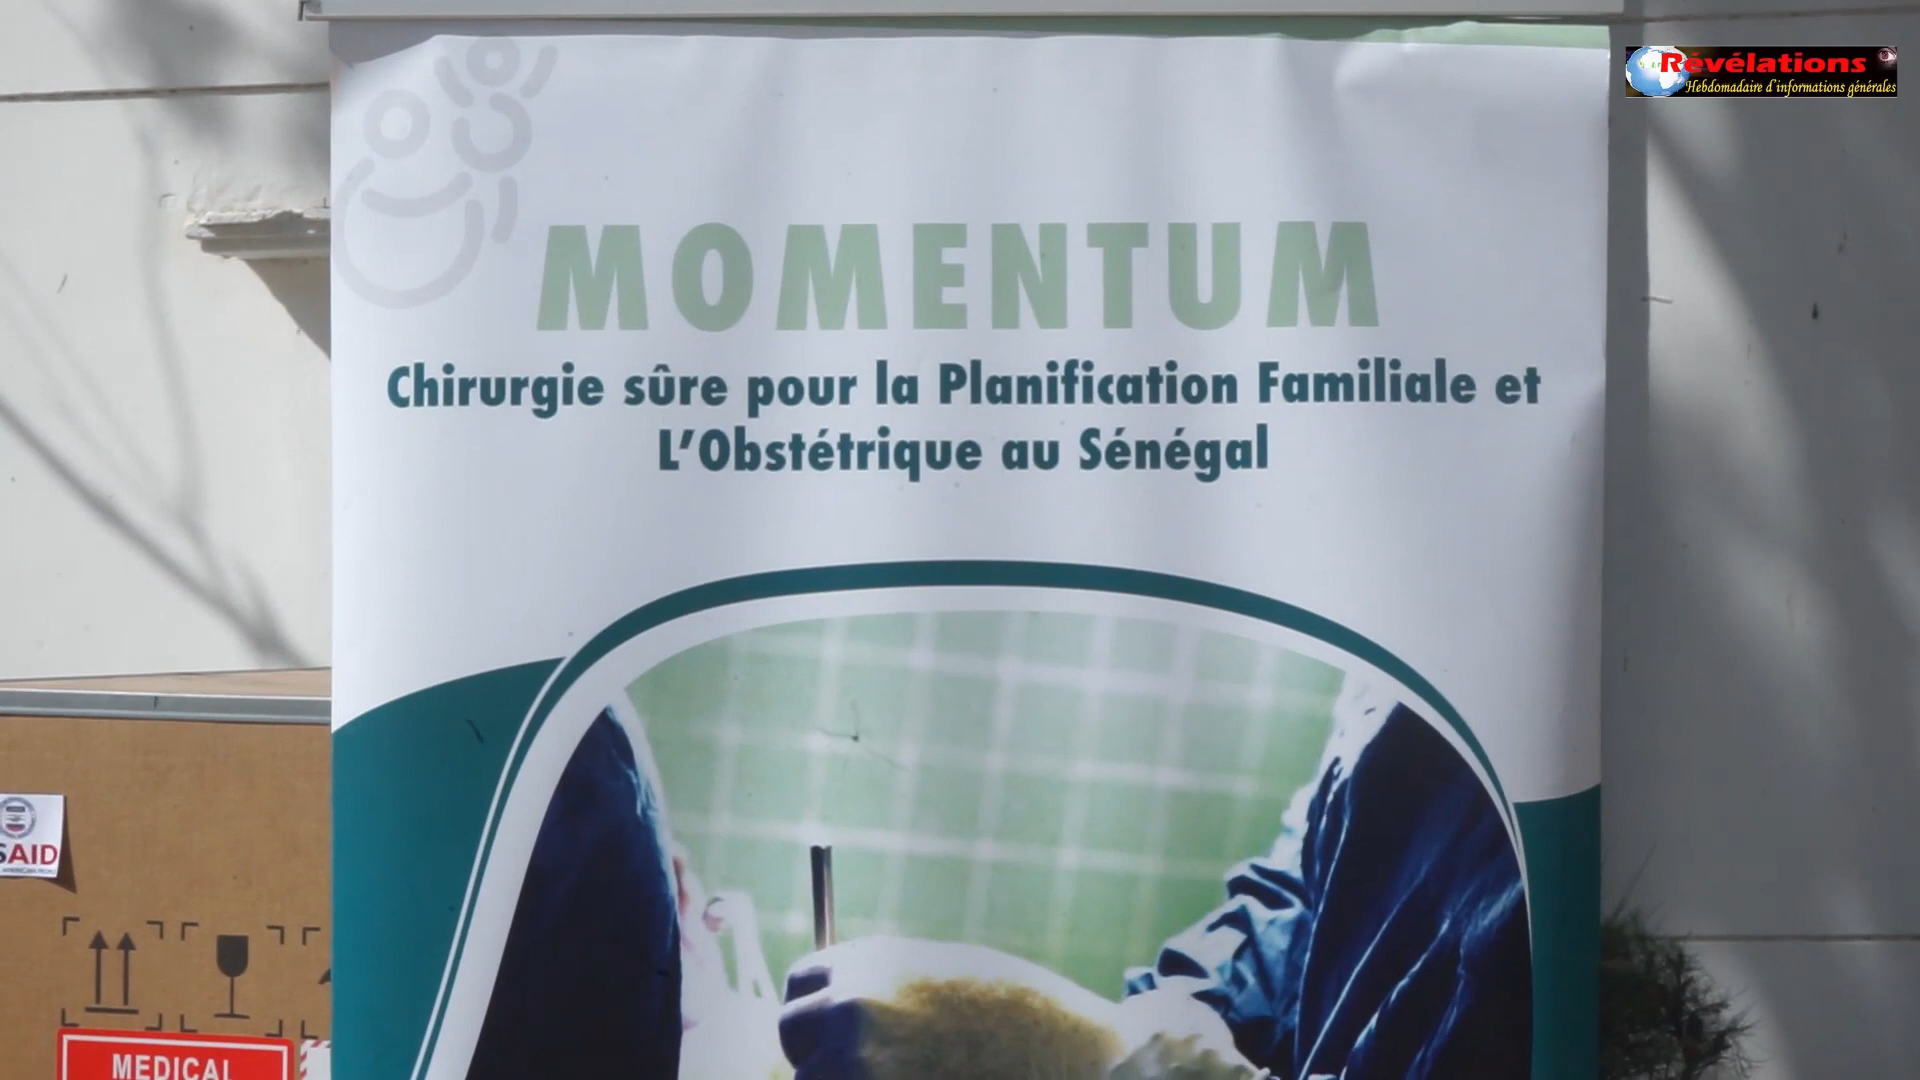 Révélations
Hebdomadaire d'informations générales
MOMENTUM
Chirurgie sûre pour la Planification Familiale et
L'Obstétrique au Sénégal
SAID
MEDICAL